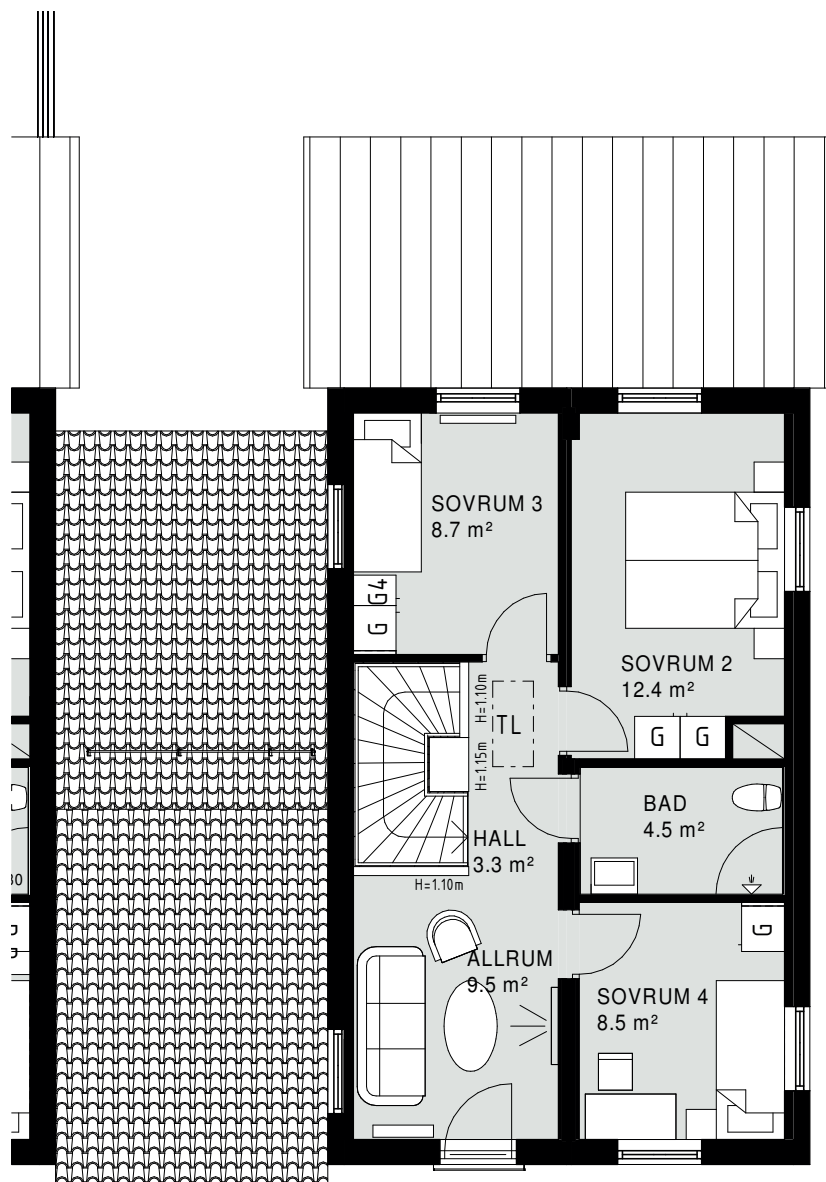 SOVRUM 3
8.7 m²
G4
G
SOVRUM 2
12.4 m²
H=1.10m
TL
G
G
H=1.15m
BAD
4.5 m²
HALL
3.3 m²
H=1.10m
G
ALLRUM
9.5 m²
SOVRUM 4
8.5 m²